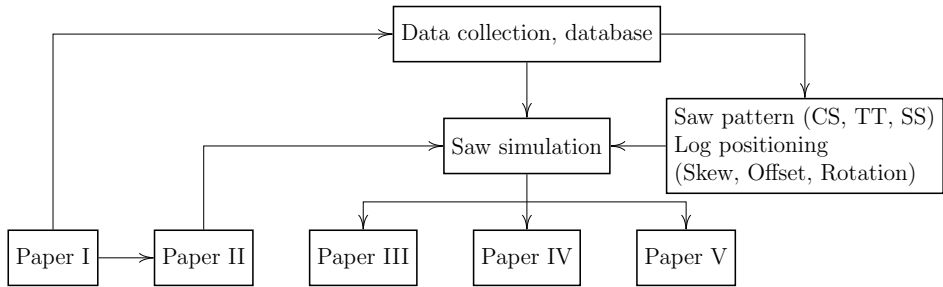 Data collection, database
Saw pattern (CS, TT, SS)
Log positioning
(Skew, Offset, Rotation)
Saw simulation
Paper I
Paper II
Paper III
Paper IV
Paper V